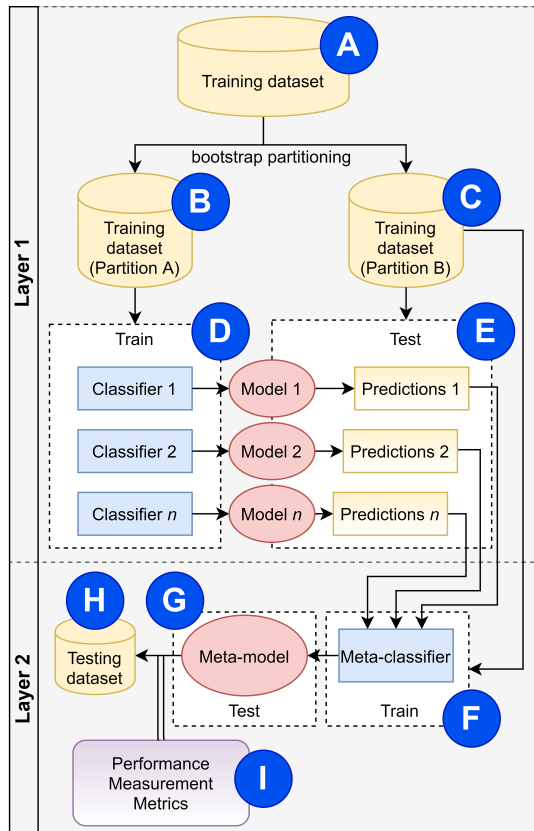 A
Training dataset
bootstrap partitioning
B
Training
dataset
(Partition A)
C
Training
dataset
(Partition B)
Layer 1
D
Train
E
Test
Classifier 1
Model 1
Predictions 1
Classifier 2
Model 2
Predictions 2
Classifier n
Model n
Predictions n
Layer 2
H
Testing
dataset
G
Meta-model
Test
Meta-classifier
Train
F
Performance
Measurement
Metrics
I